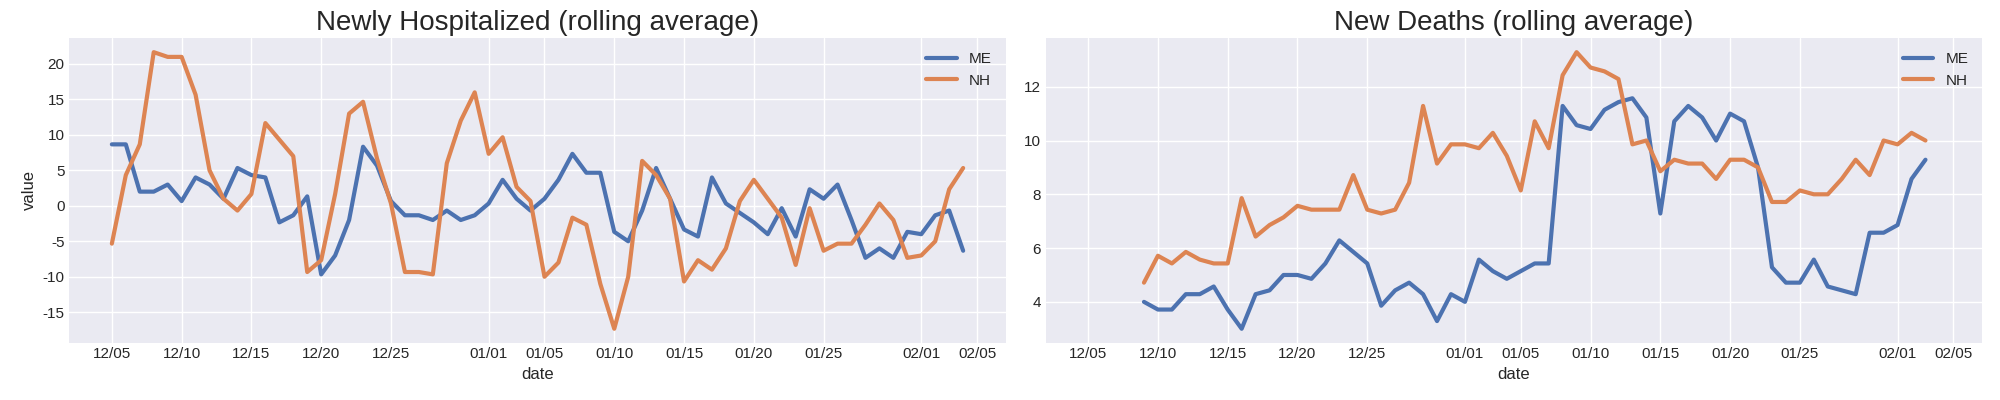 Newly Hospitalized (rolling average)
ME
NH
20
15
10
5
0
-5
-10
-15
value
12/05 12/10 12/15 12/20 12/25 01/01 01/05 01/10 01/15 01/20 01/25 02/01 02/05
date
New Deaths (rolling average)
ME
NH
12
10
8
6
4
12/05 12/10 12/15 12/20 12/25 01/01 01/05 01/10 01/15 01/20 01/25 02/01 02/05
date